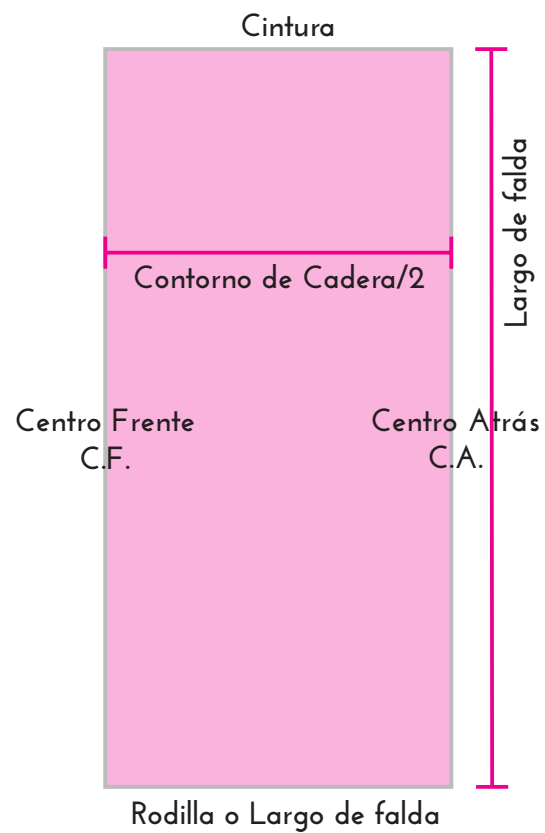 Cintura
Largo de falda
Contorno de Cadera/2
Centro Frente
C.F.
Centro Atrás
C.A.
Rodilla o Largo de falda